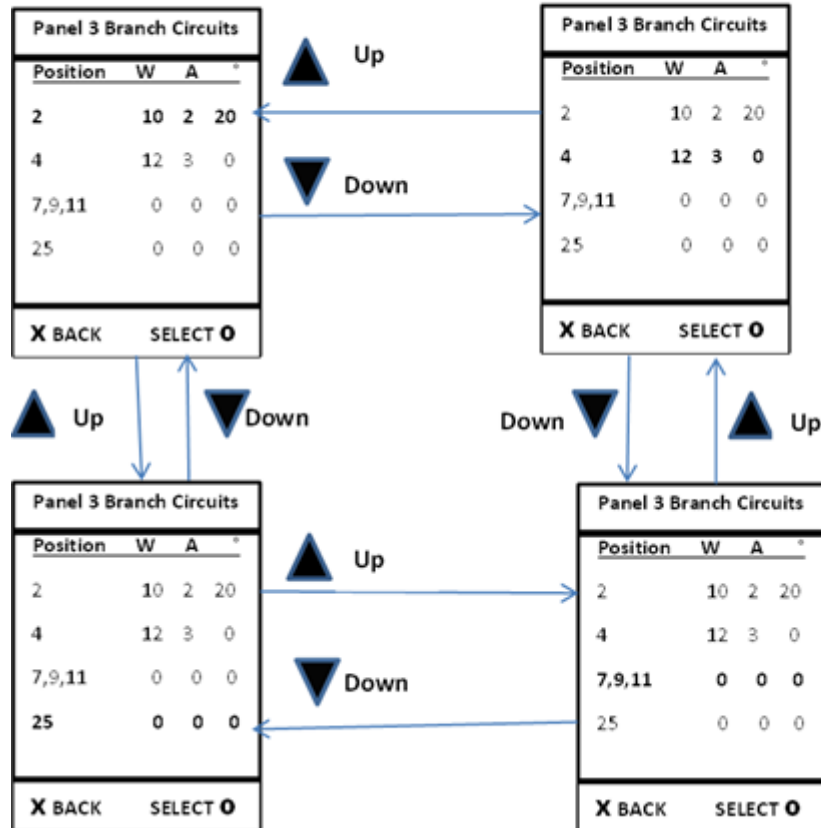 Panel 3 Branch Circuits
Position W A °
2 10 2 20
4 12 3 0
7,9,11 0 0 0
25 0 0 0
X BACK SELECT O
Up
Down
Panel 3 Branch Circuits
Position W A °
2 10 2 20
4 12 3 0
7,9,11 0 0 0
25 0 0 0
X BACK SELECT O
Up
Down
Down
Up
Panel 3 Branch Circuits
Position W A °
2 10 2 20
4 12 3 0
7,9,11 0 0 0
25 0 0 0
X BACK SELECT O
Up
Down
Panel 3 Branch Circuits
Position W A °
2 10 2 20
4 12 3 0
7,9,11 0 0 0
25 0 0 0
X BACK SELECT O